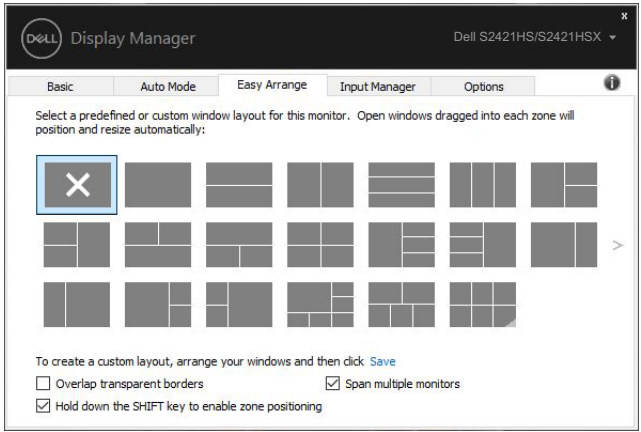 x
DELL Display Manager
Dell S2421HS/S2421HSX
Basic Auto Mode Easy Arrange Input Manager Options
Select a predefined or custom window layout for this monitor. Open windows dragged into each zone will
position and resize automatically:
To create a custom layout, arrange your windows and then click Save
Overlap transparent borders Span multiple monitors
Hold down the SHIFT key to enable zone positioning